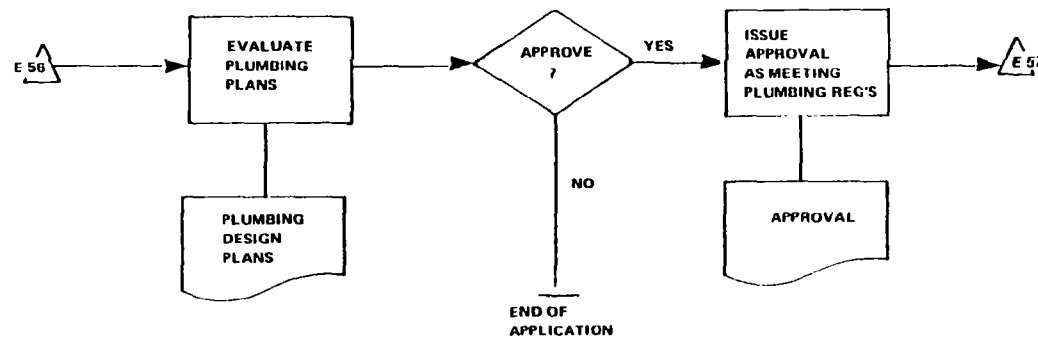 E 56
EVALUATE
PLUMBING
PLANS
APPROVE
?
YES
ISSUE
APPROVAL
AS MEETING
PLUMBING REG'S
E 57
NO
PLUMBING
DESIGN
PLANS
APPROVAL
END OF
APPLICATION